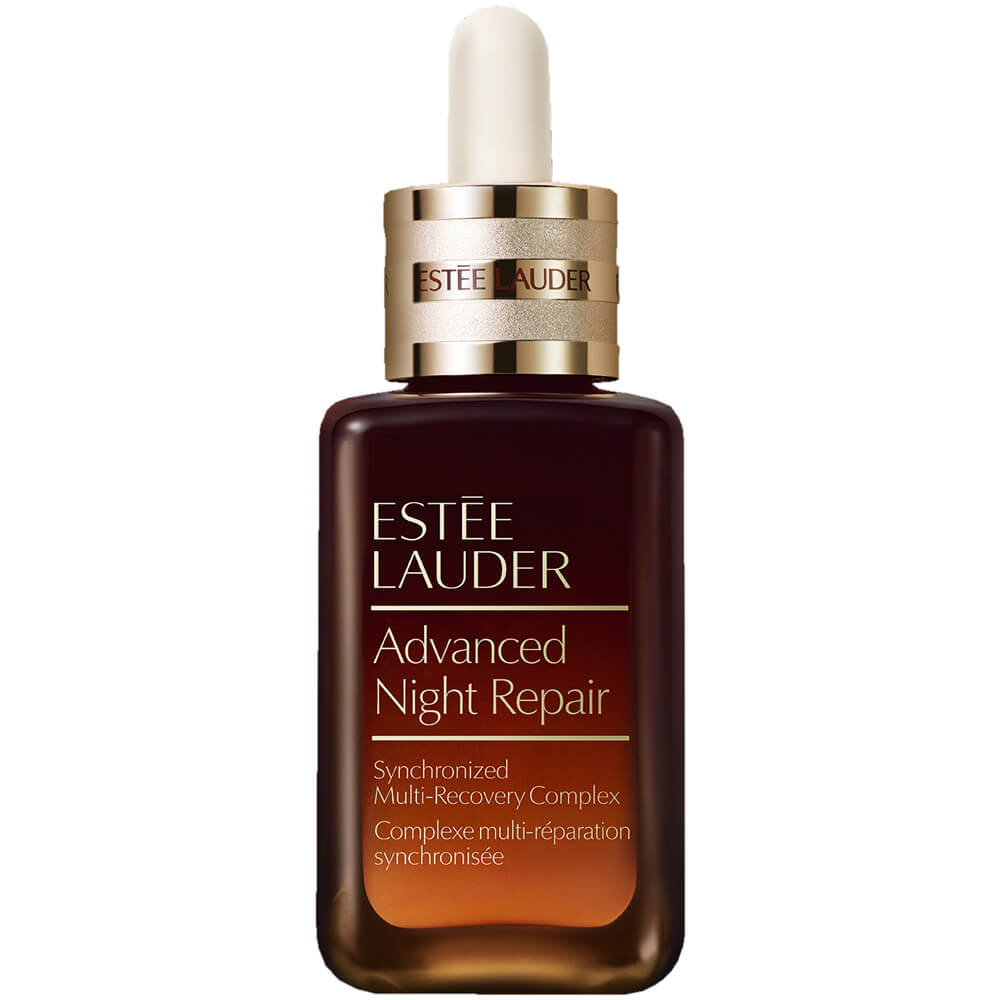 ESTĒE LAUDER
ESTĒE
LAUDER
Advanced
Night Repair
Synchronized
Multi-Recovery Complex
Complexe multi-réparation
synchronisée